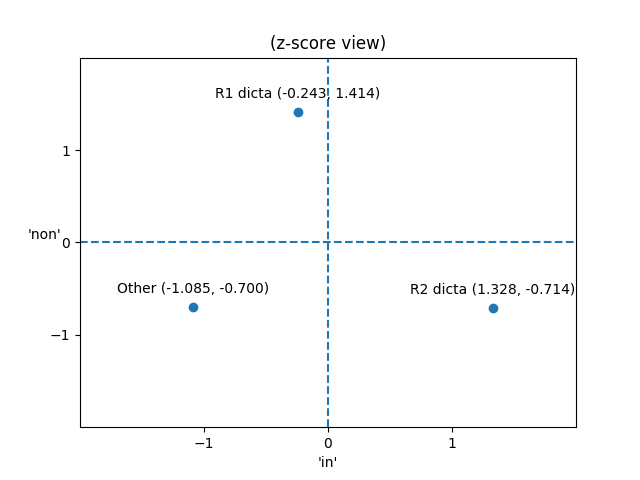 (z-score view)
R1 dicta (-0.243, 1.414)
1
'non'
0
Other (-1.085, -0.700)
R2 dicta (1.328, -0.714)
−1
−1
0
1
'in'